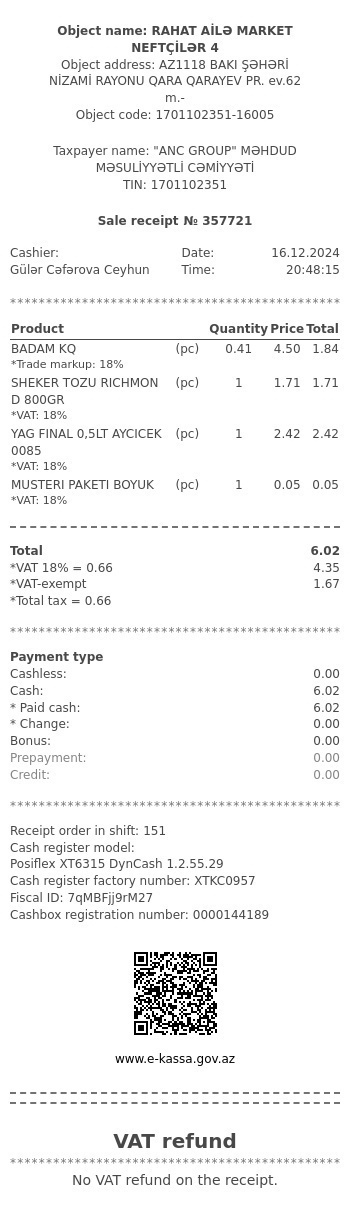 Object name: RAHAT AİLƏ MARKET
NEFTÇİLƏR 4
Object address: AZ1118 BAKI ŞƏHƏRİ
NİZAMİ RAYONU QARA QARAYEV PR. ev.62
m.-
Object code: 1701102351-16005
Taxpayer name: "ANC GROUP" MƏHDUD
MƏSULİYYƏTLİ CƏMİYYƏTİ
TIN: 1701102351
Sale receipt № 357721
Cashier: Date: 16.12.2024
Gülər Cəfərova Ceyhun Time: 20:48:15
**********************************************
Product Quantity Price Total
BADAM KQ (pc) 0.41 4.50 1.84
*Trade markup: 18%
SHEKER TOZU RICHMON (pc) 1 1.71 1.71
D 800GR
*VAT: 18%
YAG FINAL 0,5LT AYCICEK (pc) 1 2.42 2.42
0085
*VAT: 18%
MUSTERI PAKETI BOYUK (pc) 1 0.05 0.05
*VAT: 18%
Total 6.02
*VAT 18% = 0.66 4.35
*VAT-exempt 1.67
*Total tax = 0.66
**********************************************
Payment type
Cashless: 0.00
Cash: 6.02
* Paid cash: 6.02
* Change: 0.00
Bonus: 0.00
Prepayment: 0.00
Credit: 0.00
**********************************************
Receipt order in shift: 151
Cash register model:
Posiflex XT6315 DynCash 1.2.55.29
Cash register factory number: XTKC0957
Fiscal ID: 7qMBFjj9rM27
Cashbox registration number: 0000144189
www.e-kassa.gov.az
VAT refund
**********************************************
No VAT refund on the receipt.